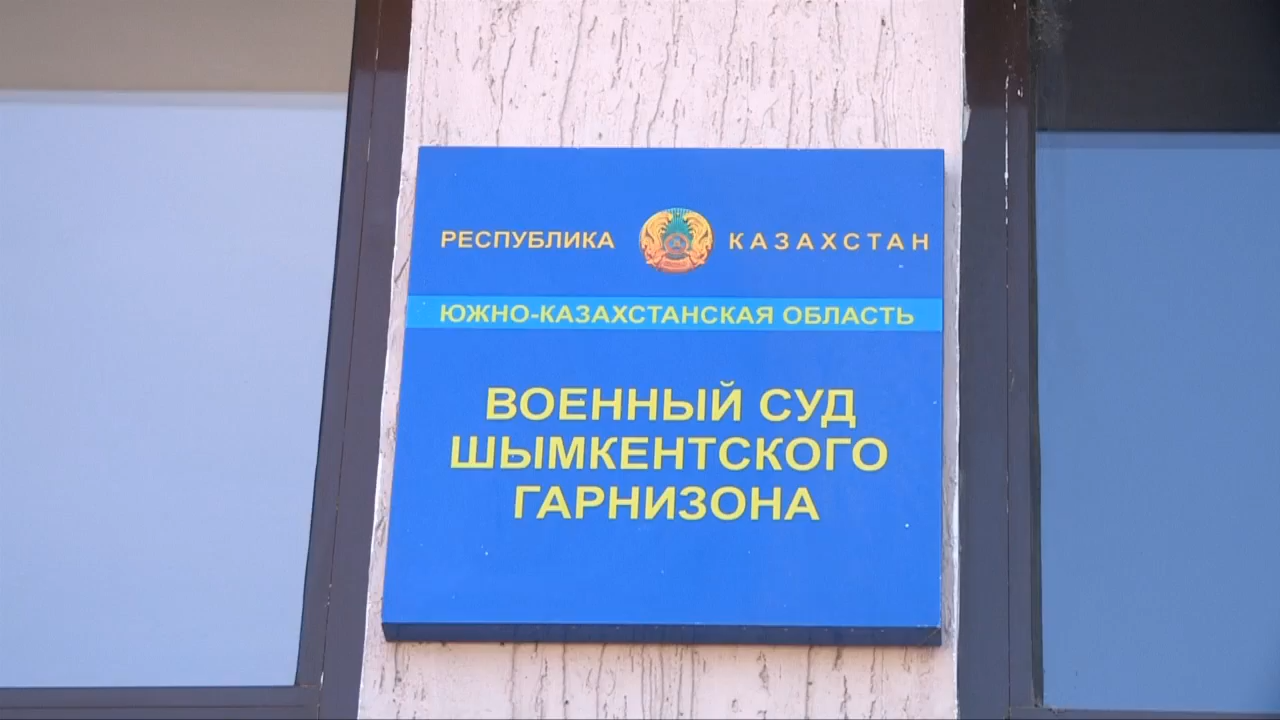 РЕСПУБЛИКА КАЗАХСТАН
ЮЖНО-КАЗАХСТАНСКАЯ ОБЛАСТЬ
ВОЕННЫЙ СУД
ШЫМКЕНТСКОГО
ГАРНИЗОНА